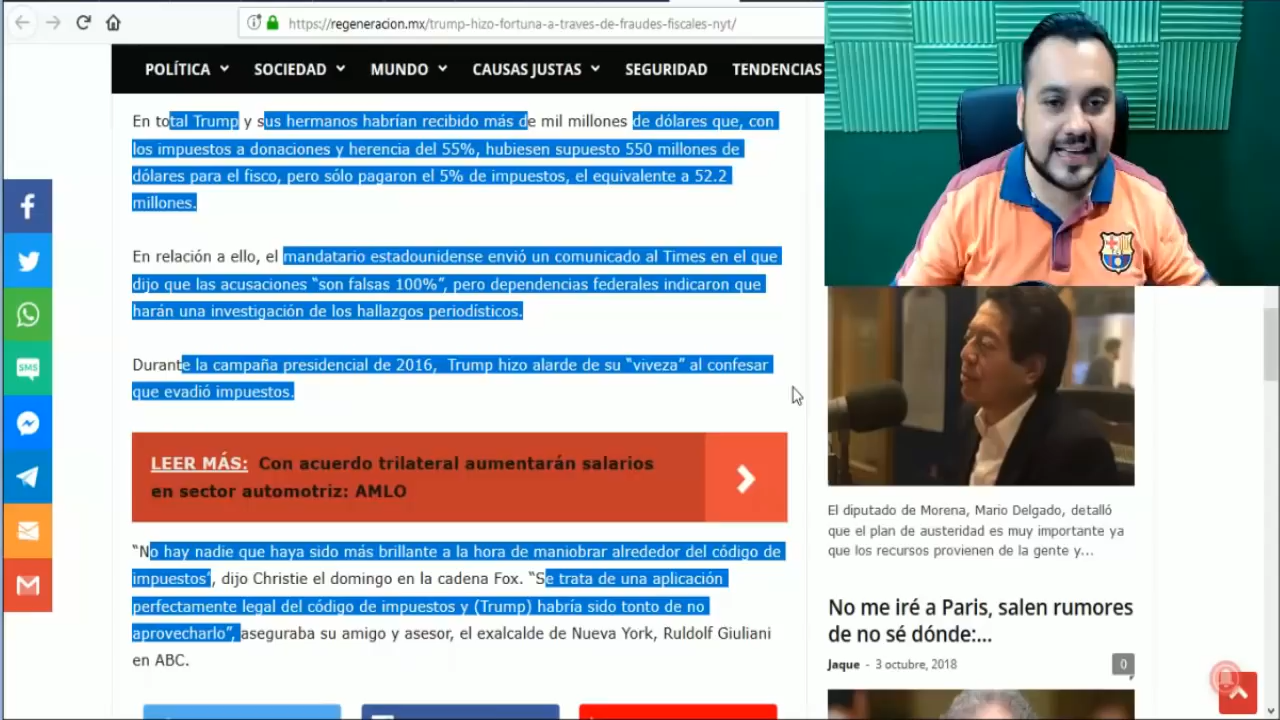 https://regeneracion.mx/trump-hizo-fortuna-a-traves-de-fraudes-fiscales-nyt/
POLÍTICA SOCIEDAD MUNDO CAUSAS JUSTAS SEGURIDAD TENDENCIAS
En total Trump y sus hermanos habrían recibido más de mil millones de dólares que, con
los impuestos a donaciones y herencia del 55%, hubiesen supuesto 550 millones de
dólares para el fisco, pero sólo pagaron el 5% de impuestos, el equivalente a 52.2
millones.
En relación a ello, el mandatario estadounidense envió un comunicado al Times en el que
dijo que las acusaciones “son falsas 100%”, pero dependencias federales indicaron que
harán una investigación de los hallazgos periodísticos.
Durante la campaña presidencial de 2016, Trump hizo alarde de su “viveza” al confesar
que evadió impuestos.
LEER MÁS: Con acuerdo trilateral aumentarán salarios
en sector automotriz: AMLO
“No hay nadie que haya sido más brillante a la hora de maniobrar alrededor del código de
impuestos”, dijo Christie el domingo en la cadena Fox. “Se trata de una aplicación
perfectamente legal del código de impuestos y (Trump) habría sido tonto de no
aprovecharlo”, aseguraba su amigo y asesor, el exalcalde de Nueva York, Ruldolf Giuliani
en ABC.
SMS
El diputado de Morena, Mario Delgado, detalló
que el plan de austeridad es muy importante ya
que los recursos provienen de la gente y...
No me iré a Paris, salen rumores
de no sé dónde:...
Jaque - 3 octubre, 2018 0